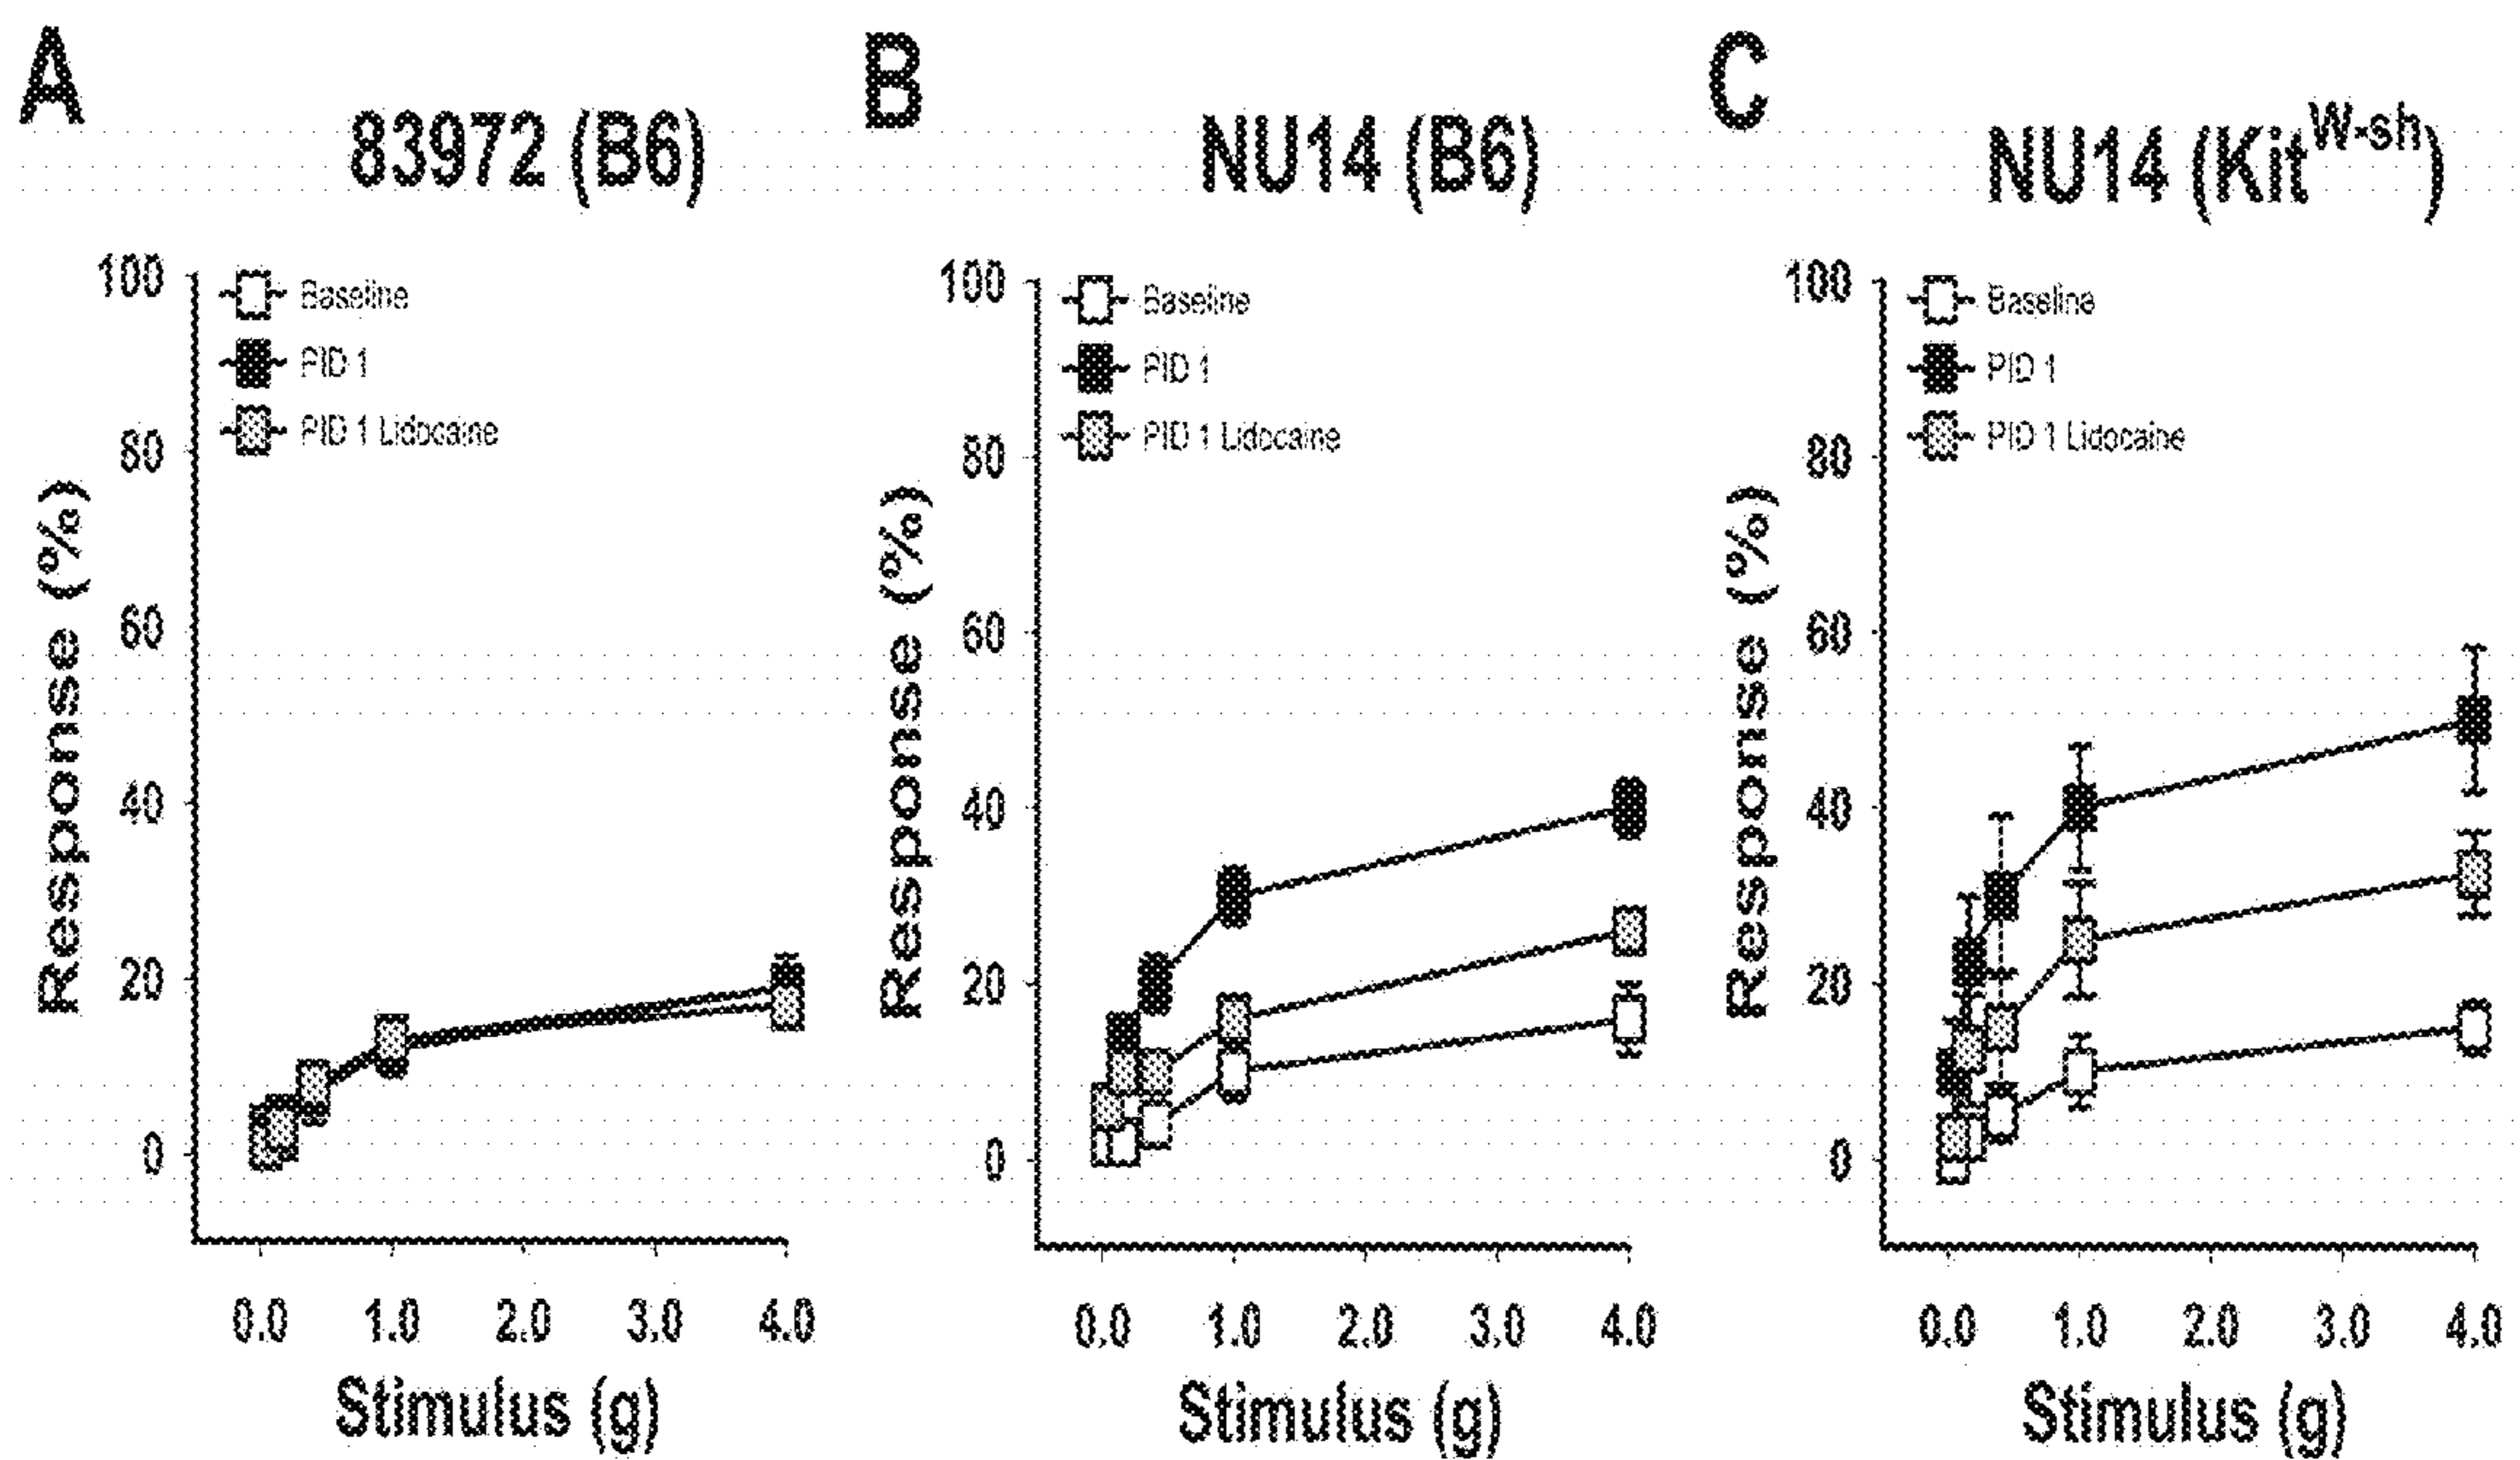 A
83972 (B6)
100
80
60
40
20
0
Response (%)
Baseline
PID 1
PID 1 Lidocaine
0.0 1.0 2.0 3.0 4.0
Stimulus (g)
B
NU14 (B6)
100
80
60
40
20
0
Response (%)
Baseline
PID 1
PID 1 Lidocaine
0.0 1.0 2.0 3.0 4.0
Stimulus (g)
C
NU14 (Kit^W-sh)
100
80
60
40
20
0
Response (%)
Baseline
PID 1
PID 1 Lidocaine
0.0 1.0 2.0 3.0 4.0
Stimulus (g)